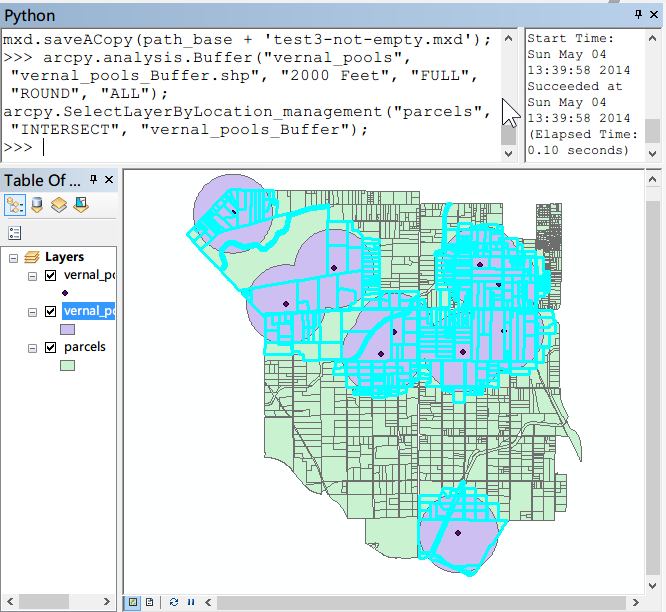 Python
mxd.saveACopy(path_base + 'test3-not-empty.mxd');
>>> arcpy.analysis.Buffer("vernal_pools",
"vernal_pools_Buffer.shp", "2000 Feet", "FULL",
"ROUND", "ALL");
arcpy.SelectLayerByLocation_management("parcels",
"INTERSECT", "vernal_pools_Buffer");
>>>
Start Time:
Sun May 04
13:39:58 2014
Succeeded at
Sun May 04
13:39:58 2014
(Elapsed Time:
0.10 seconds)
Table Of ...
Layers
vernal_po
vernal_po
parcels